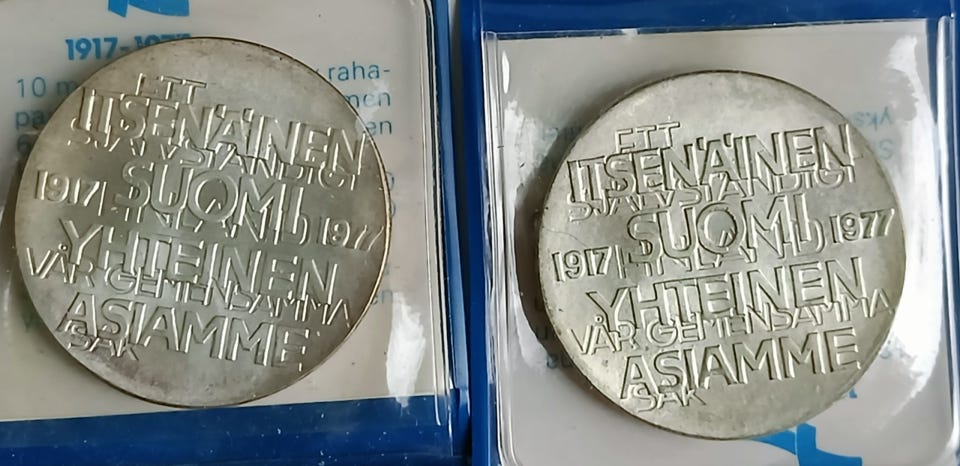 1917-1977
10
raha-
ETT
ITSENÄINEN
SJÄLVSTÄNDIGT
SUOMI
1917 FINLAND 1977
YHTEINEN
VÅR GEMENSAMMA
ASIAMME
SAK
ETT
ITSENÄINEN
SJÄLVSTÄNDIGT
SUOMI
1917 FINLAND 1977
YHTEINEN
VÅR GEMENSAMMA
ASIAMME
SAK